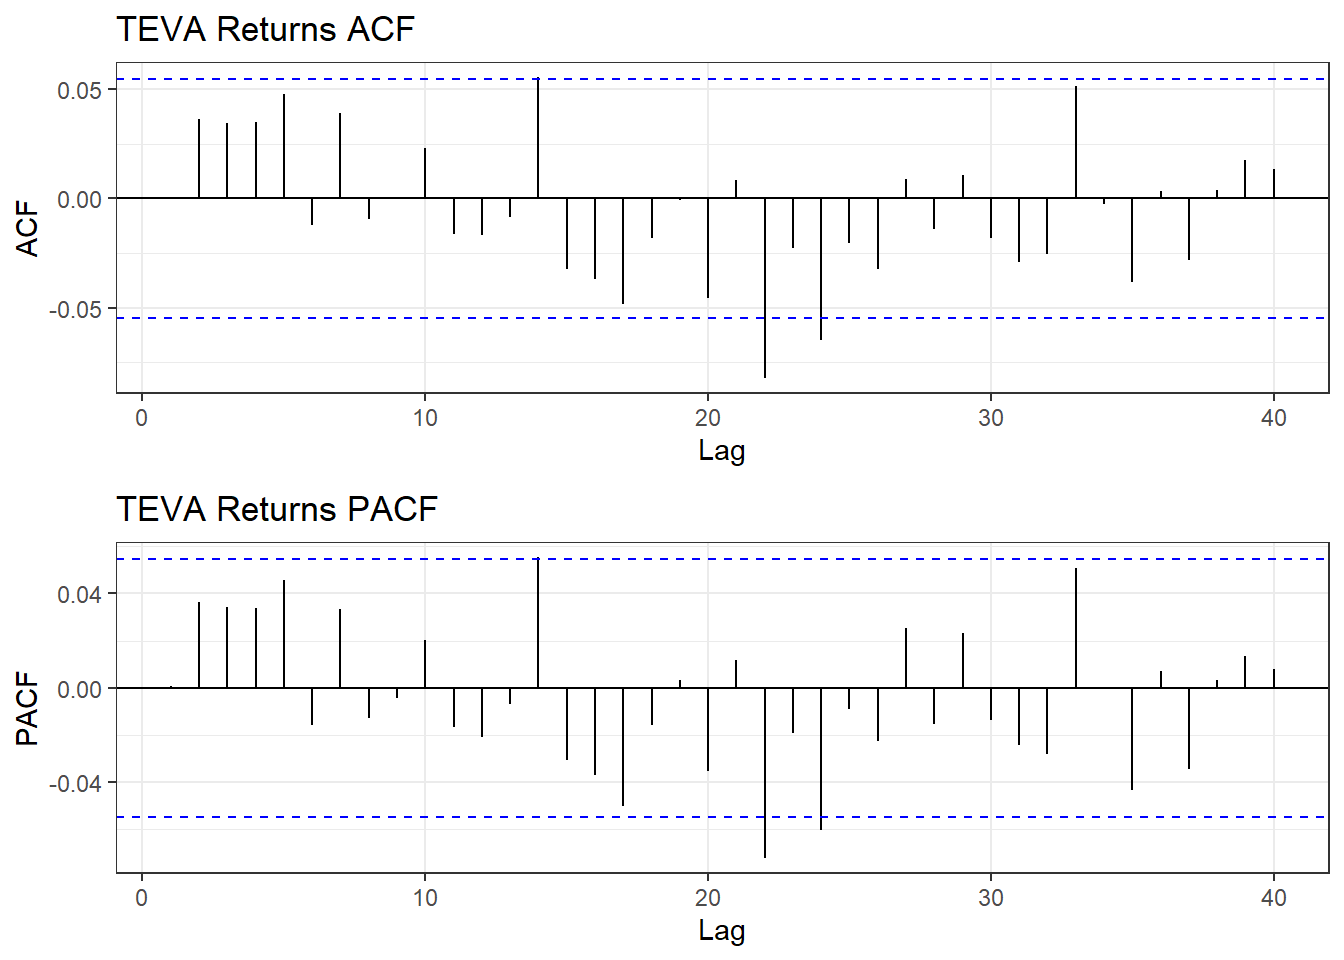 TEVA Returns ACF
0.05
0.00
-0.05
ACF
0 10 20 30 40
Lag
TEVA Returns PACF
0.04
0.00
-0.04
PACF
0 10 20 30 40
Lag